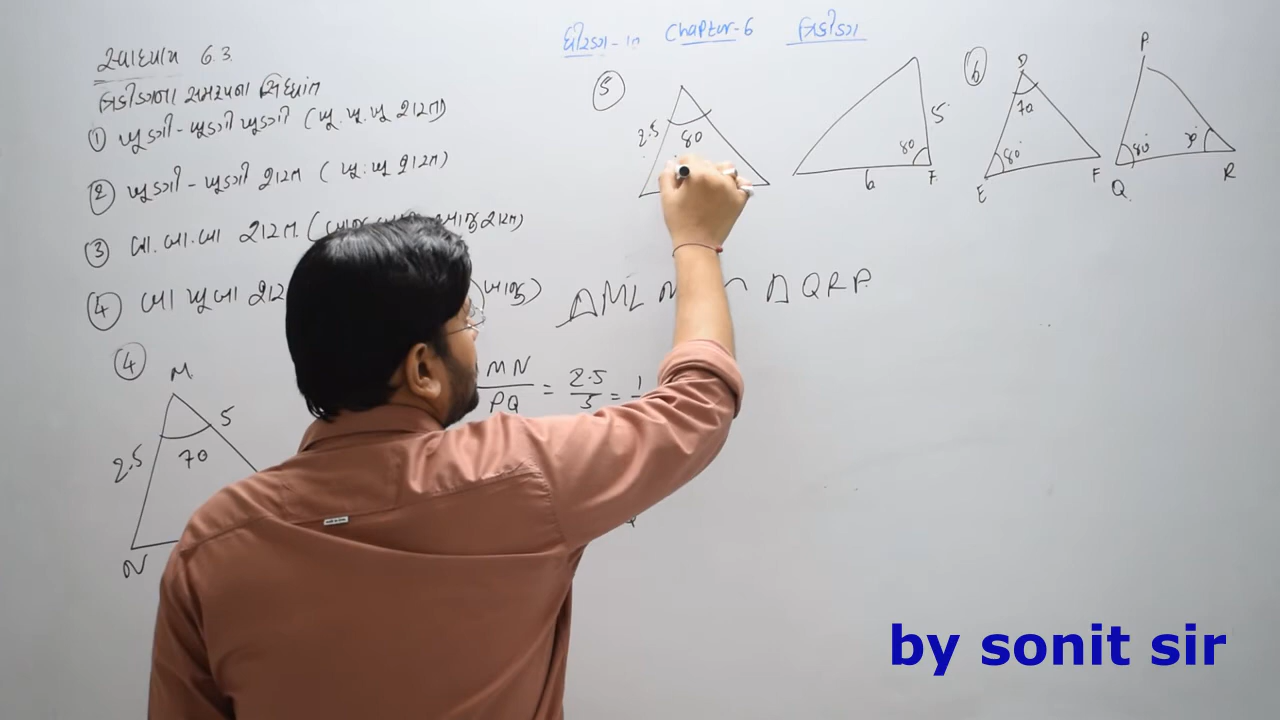 ધોરણ-10 Chapter-6 ત્રિકોણ
સ્વાધ્યાય 6.3
ત્રિકોણના સમરૂપતા સિદ્ધાંત
① ખૂણો-ખૂણો ખૂણો (ખૂ.ખૂ.ખૂ શરત)
② ખૂણો-ખૂણો શરત (ખૂ.ખૂ શરત)
③ બા.બા.બા શરત
④ બા ખૂ બા
④
M
5
2.5
70
N
⑤
2.5
80
5
80
6
F
⑥
D
70
80
E
F
P
80
Q
R
ΔML
Δ QRP
MN/PQ = 2.5/5 = 1
Q
by sonit sir